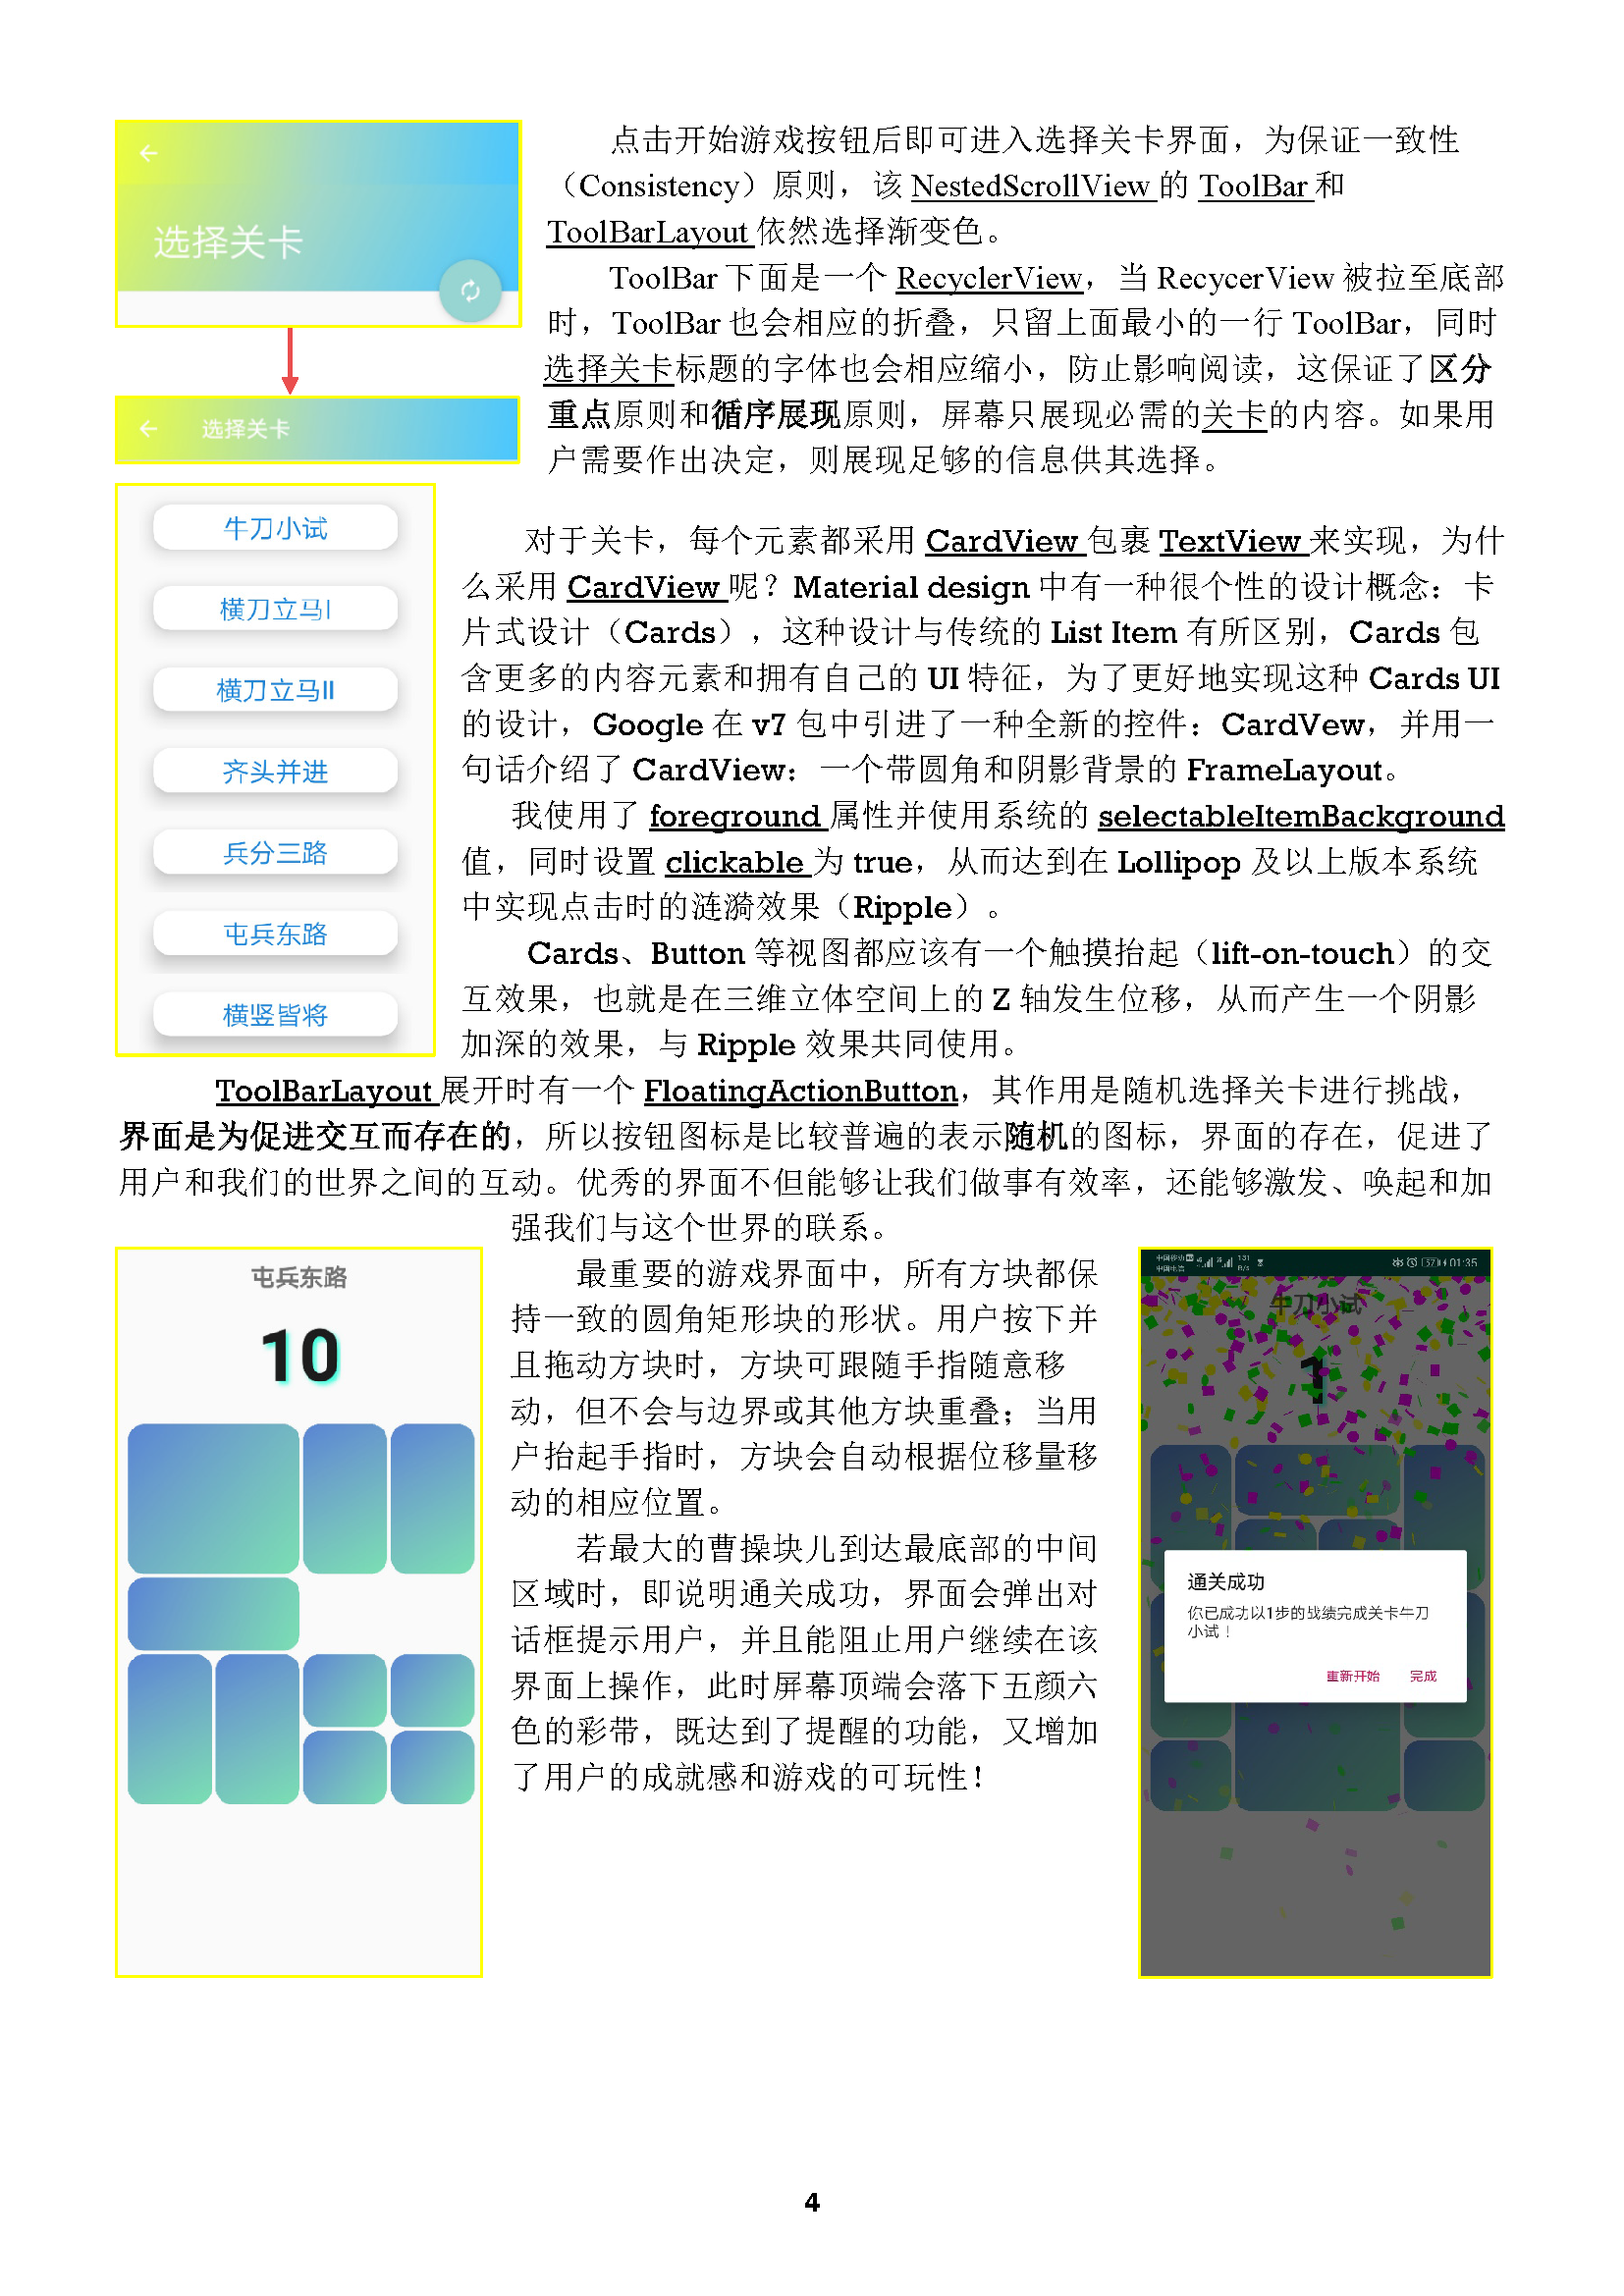 选择关卡
选择关卡
点击开始游戏按钮后即可进入选择关卡界面，为保证一致性
（Consistency）原则，该 NestedScrollView 的 ToolBar 和
ToolBarLayout 依然选择渐变色。
ToolBar 下面是一个 RecyclerView，当 RecycerView 被拉至底部
时，ToolBar 也会相应的折叠，只留上面最小的一行 ToolBar，同时
选择关卡标题的字体也会相应缩小，防止影响阅读，这保证了区分
重点原则和循序展现原则，屏幕只展现必需的关卡的内容。如果用
户需要作出决定，则展现足够的信息供其选择。
牛刀小试
横刀立马I
横刀立马II
齐头并进
兵分三路
屯兵东路
横竖皆将
对于关卡，每个元素都采用 CardView 包裹 TextView 来实现，为什
么采用 CardView 呢？Material design 中有一种很个性的设计概念：卡
片式设计（Cards），这种设计与传统的 List Item 有所区别，Cards 包
含更多的内容元素和拥有自己的 UI 特征，为了更好地实现这种 Cards UI
的设计，Google 在 v7 包中引进了一种全新的控件：CardVew，并用一
句话介绍了 CardView：一个带圆角和阴影背景的 FrameLayout。
我使用了 foreground 属性并使用系统的 selectableItemBackground
值，同时设置 clickable 为 true，从而达到在 Lollipop 及以上版本系统
中实现点击时的涟漪效果（Ripple）。
Cards、Button 等视图都应该有一个触摸抬起（lift-on-touch）的交
互效果，也就是在三维立体空间上的 Z 轴发生位移，从而产生一个阴影
加深的效果，与 Ripple 效果共同使用。
ToolBarLayout 展开时有一个 FloatingActionButton，其作用是随机选择关卡进行挑战，
界面是为促进交互而存在的，所以按钮图标是比较普遍的表示随机的图标，界面的存在，促进了
用户和我们的世界之间的互动。优秀的界面不但能够让我们做事有效率，还能够激发、唤起和加
强我们与这个世界的联系。
屯兵东路
10
最重要的游戏界面中，所有方块都保
持一致的圆角矩形块的形状。用户按下并
且拖动方块时，方块可跟随手指随意移
动，但不会与边界或其他方块重叠；当用
户抬起手指时，方块会自动根据位移量移
动的相应位置。
若最大的曹操块儿到达最底部的中间
区域时，即说明通关成功，界面会弹出对
话框提示用户，并且能阻止用户继续在该
界面上操作，此时屏幕顶端会落下五颜六
色的彩带，既达到了提醒的功能，又增加
了用户的成就感和游戏的可玩性！
01:35
牛刀小试
1
通关成功
你已成功以1步的战绩完成关卡牛刀
小试！
重新开始 完成
4